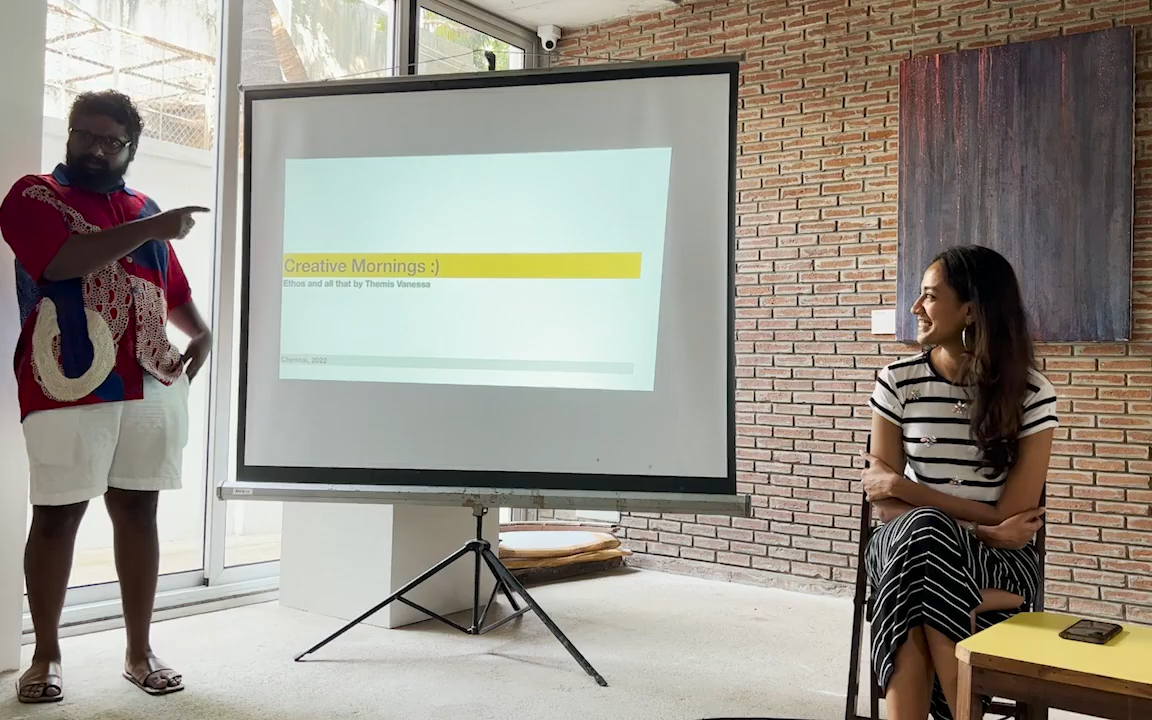 Creative Mornings :)
Ethos and all that by Themis Vanessa
Chennai, 2022